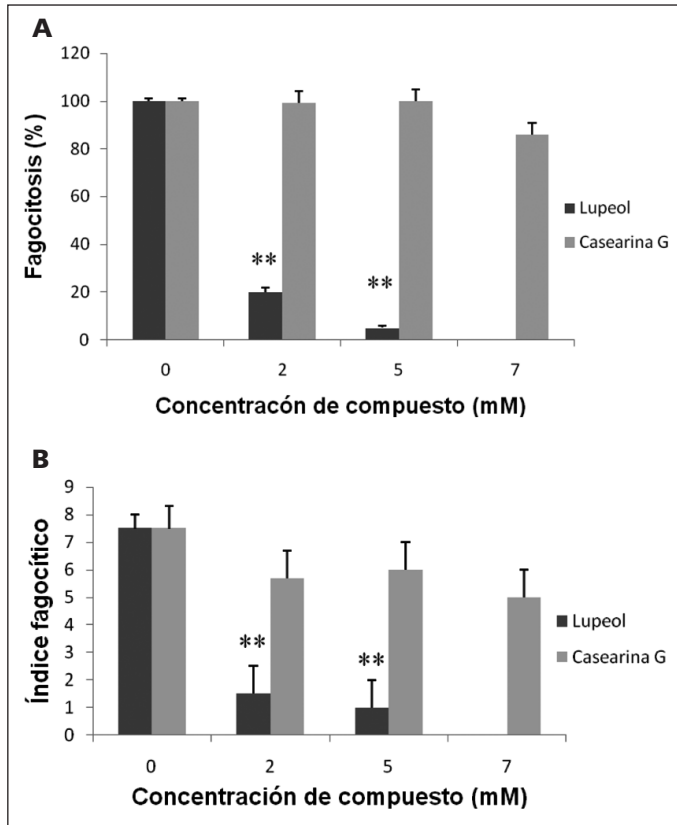 A
120
100
80
60
40
20
0
Fagocitosis (%)
**
**
0 2 5 7
Concentracón de compuesto (mM)
Lupeol
Casearina G
B
9
8
7
6
5
4
3
2
1
0
Índice fagocítico
**
**
0 2 5 7
Concentración de compuesto (mM)
Lupeol
Casearina G